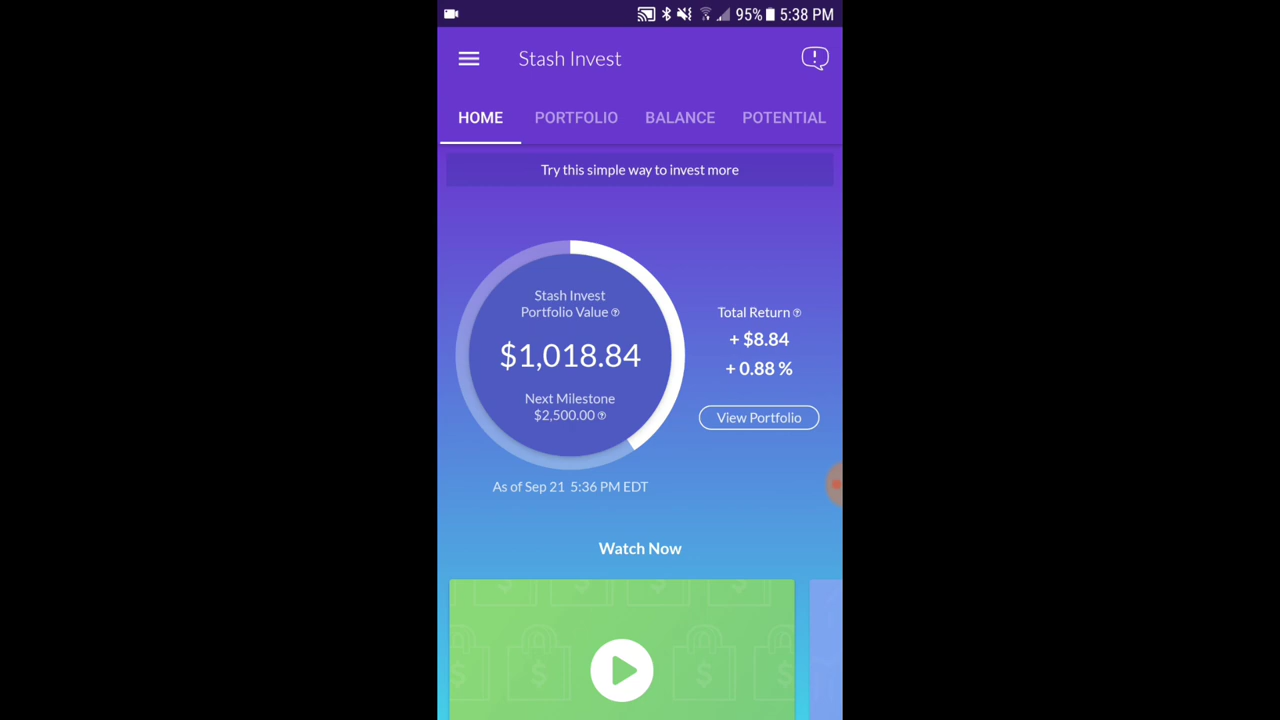 95% 5:38 PM
Stash Invest
HOME PORTFOLIO BALANCE POTENTIAL
Try this simple way to invest more
Stash Invest
Portfolio Value
$1,018.84
Next Milestone
$2,500.00
Total Return
+ $8.84
+ 0.88 %
View Portfolio
As of Sep 21 5:36 PM EDT
Watch Now